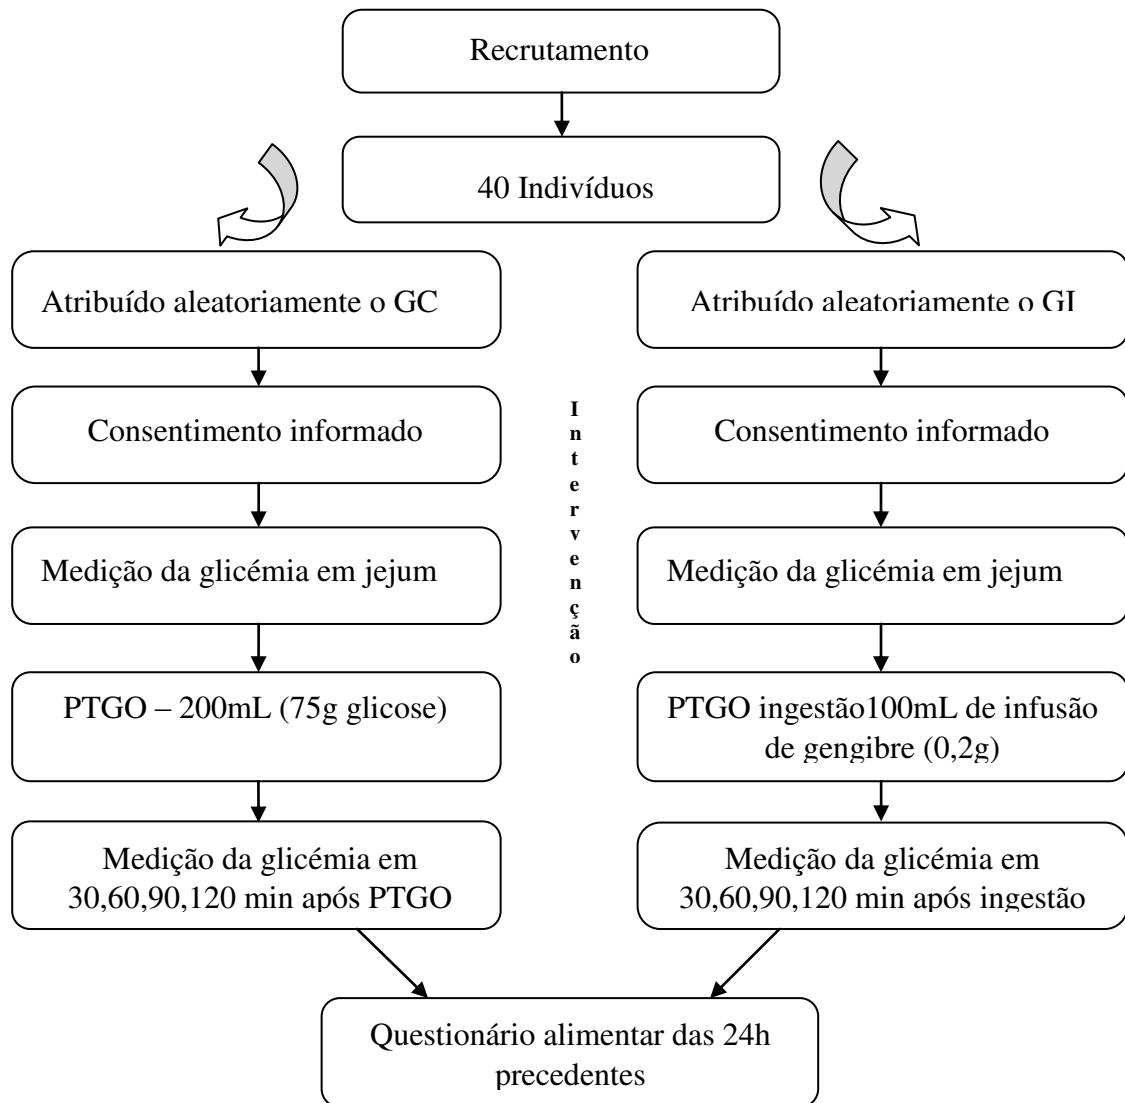 Recrutamento
40 Indivíduos
Atribuído aleatoriamente o GC
Consentimento informado
Medição da glicémia em jejum
PTGO – 200mL (75g glicose)
Medição da glicémia em
30,60,90,120 min após PTGO
Intervenção
Atribuído aleatoriamente o GI
Consentimento informado
Medição da glicémia em jejum
PTGO ingestão100mL de infusão
de gengibre (0,2g)
Medição da glicémia em
30,60,90,120 min após ingestão
Questionário alimentar das 24h
precedentes